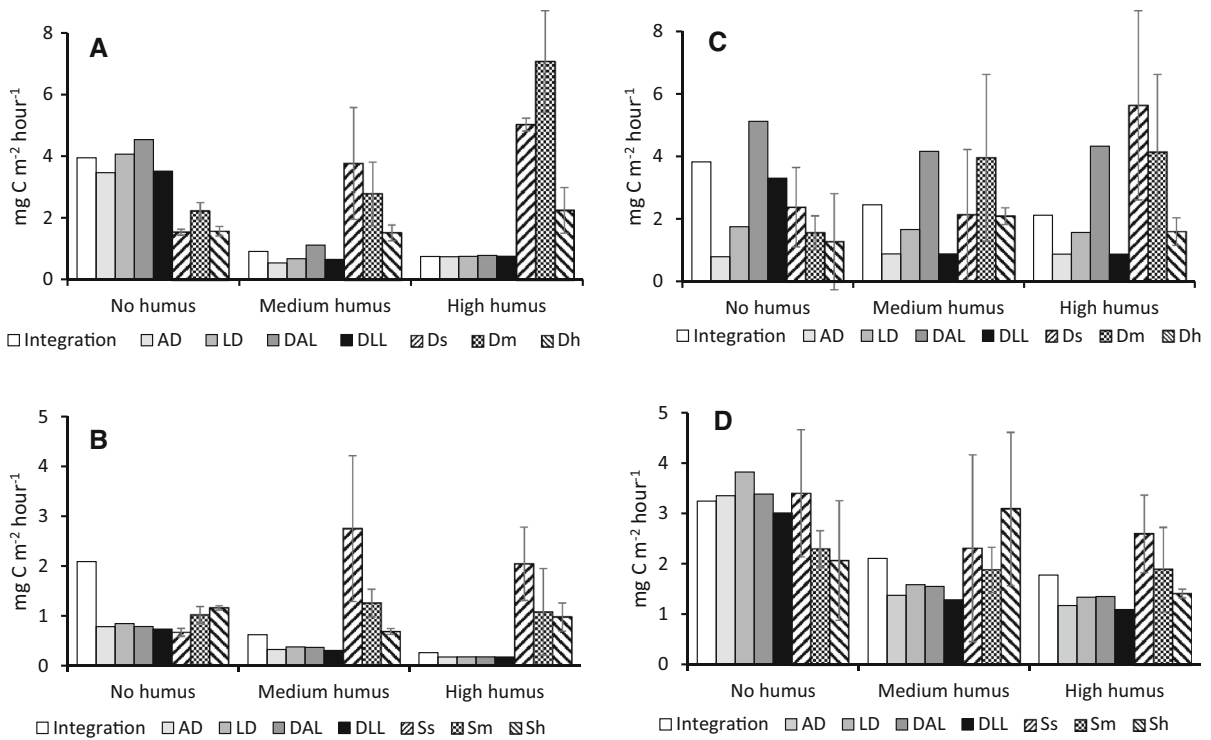 A
mg C m⁻² hour⁻¹
8
6
4
2
0
No humus Medium humus High humus
Integration AD LD DAL DLL Ds Dm Dh
C
mg C m⁻² hour⁻¹
8
6
4
2
0
No humus Medium humus High humus
Integration AD LD DAL DLL Ds Dm Dh
B
mg C m⁻² hour⁻¹
5
4
3
2
1
0
No humus Medium humus High humus
Integration AD LD DAL DLL Ss Sm Sh
D
mg C m⁻² hour⁻¹
5
4
3
2
1
0
No humus Medium humus High humus
Integration AD LD DAL DLL Ss Sm Sh